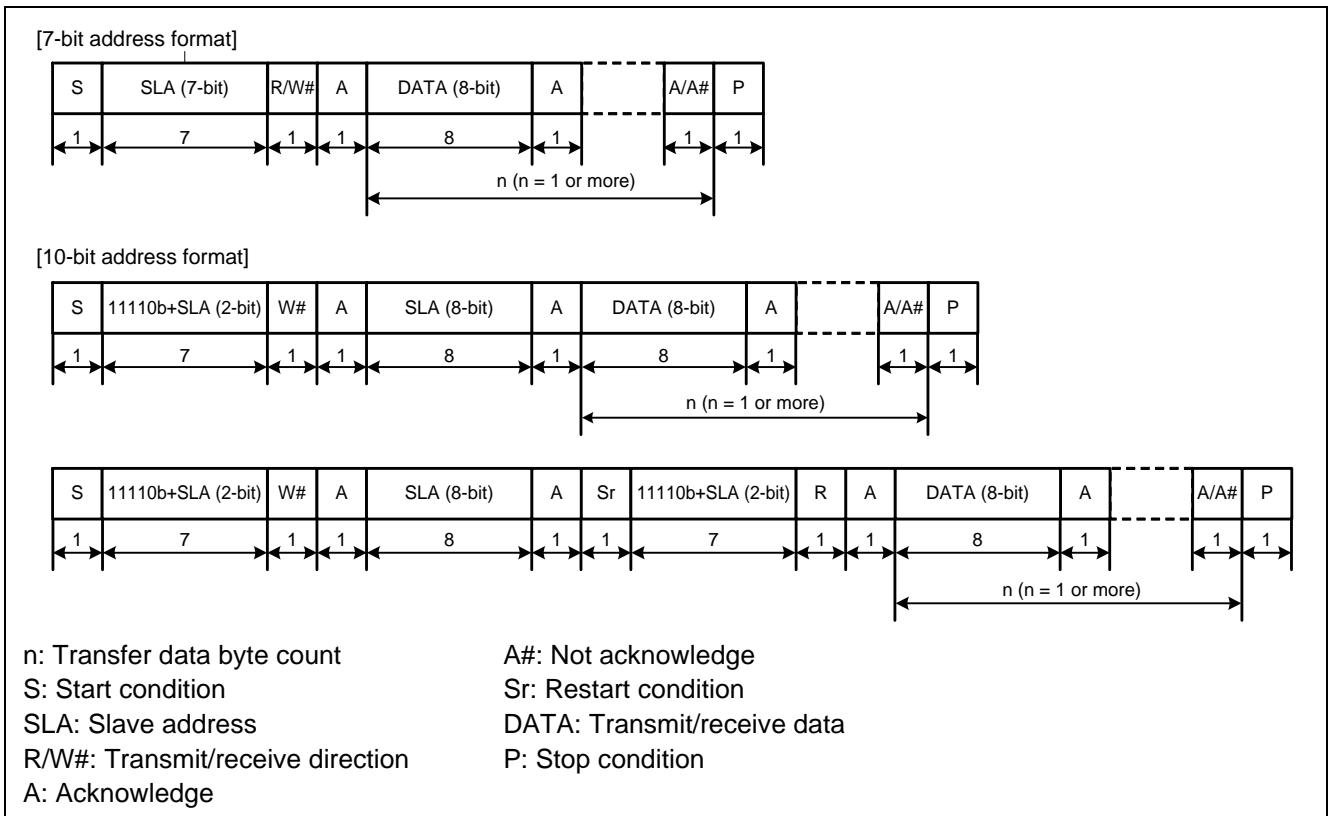 [7-bit address format]
S SLA (7-bit) R/W# A DATA (8-bit) A A/A# P
1 7 1 1 8 1 1 1
n (n = 1 or more)
[10-bit address format]
S 11110b+SLA (2-bit) W# A SLA (8-bit) A DATA (8-bit) A A/A# P
1 7 1 1 8 1 8 1 1 1
n (n = 1 or more)
S 11110b+SLA (2-bit) W# A SLA (8-bit) A Sr 11110b+SLA (2-bit) R A DATA (8-bit) A A/A# P
1 7 1 1 8 1 1 7 1 1 8 1 1 1
n (n = 1 or more)
n: Transfer data byte count
S: Start condition
SLA: Slave address
R/W#: Transmit/receive direction
A: Acknowledge
A#: Not acknowledge
Sr: Restart condition
DATA: Transmit/receive data
P: Stop condition